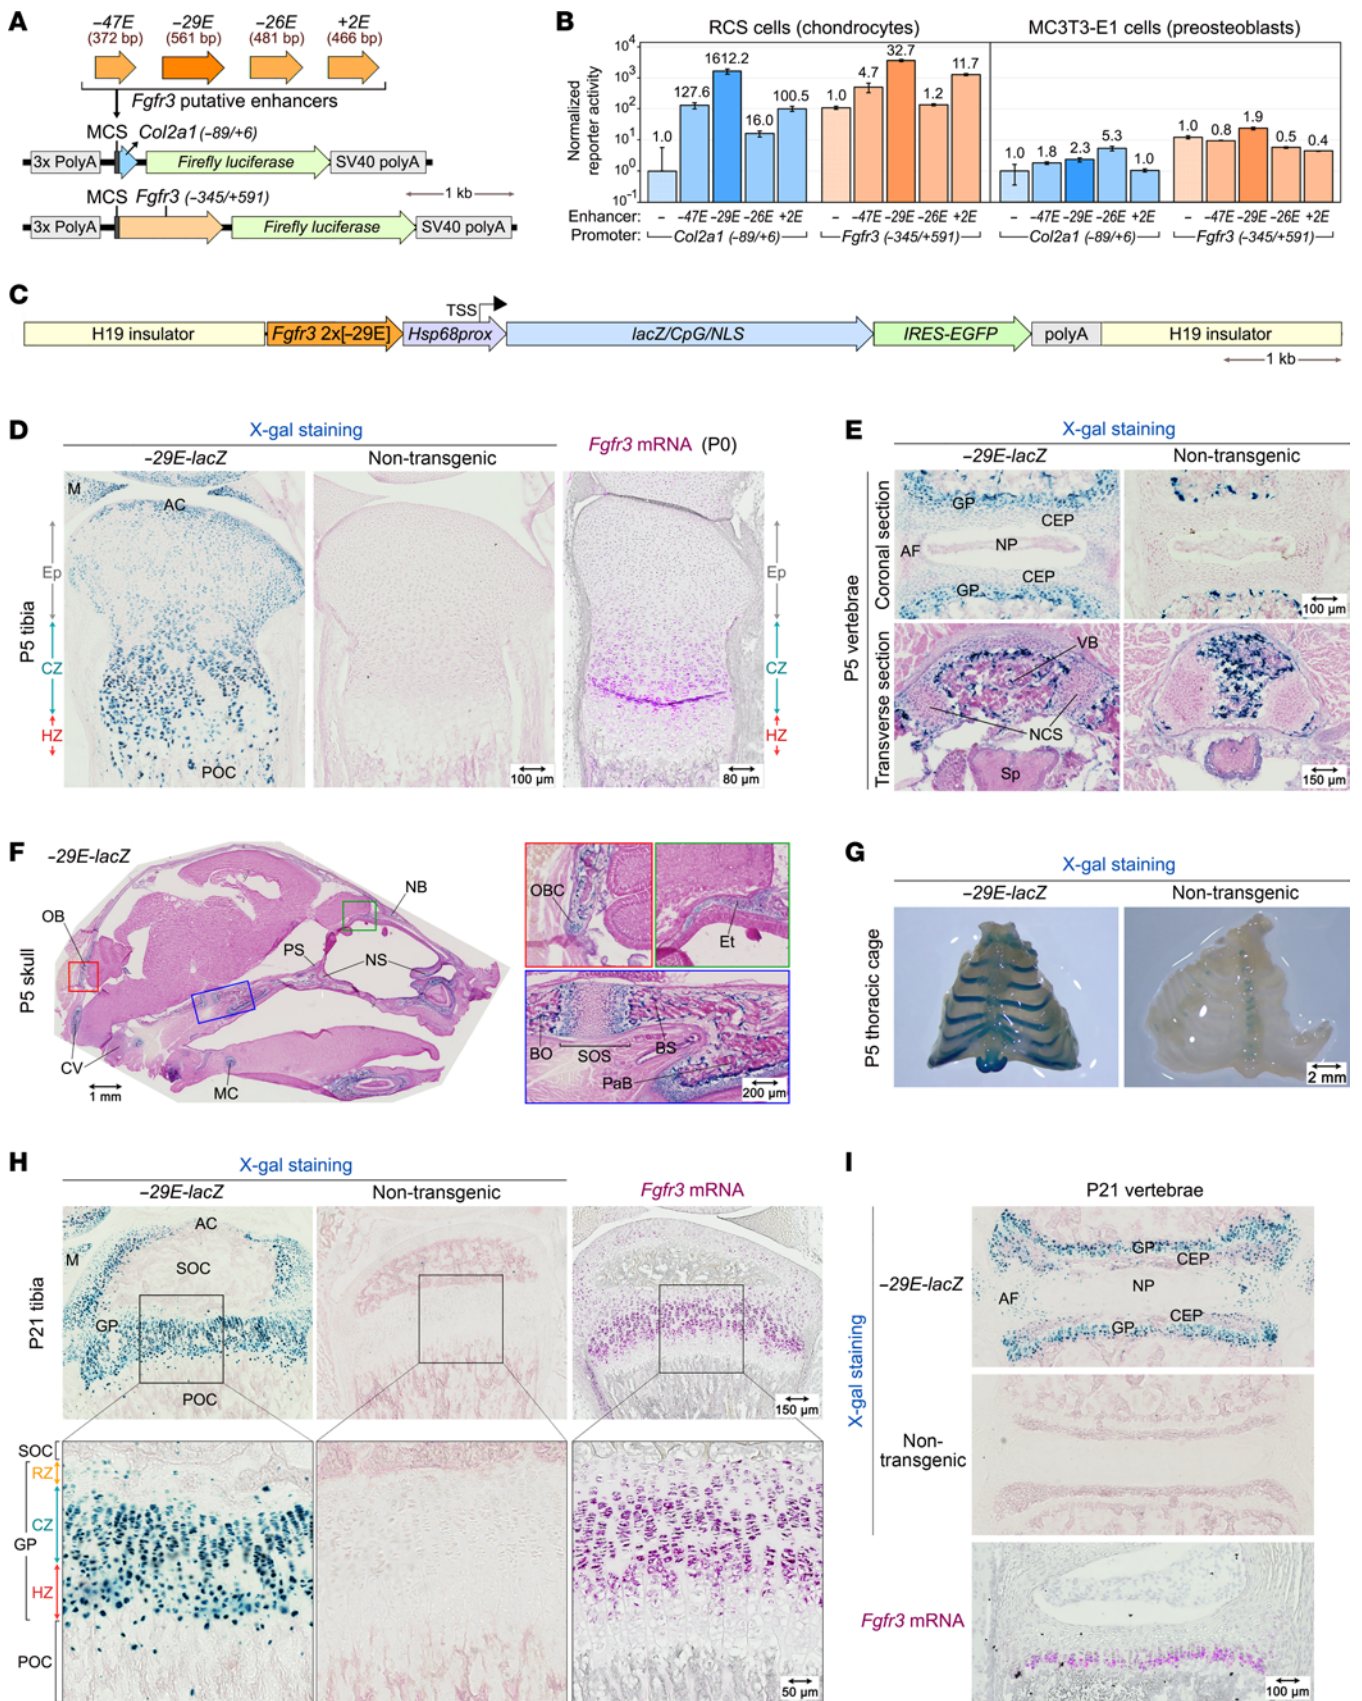 A
−47E −29E −26E +2E
(372 bp) (561 bp) (481 bp) (466 bp)
Fgfr3 putative enhancers
MCS Col2a1 (−89/+6)
3x PolyA Firefly luciferase SV40 polyA
1 kb
MCS Fgfr3 (−345/+591)
3x PolyA Firefly luciferase SV40 polyA
B
RCS cells (chondrocytes) MC3T3-E1 cells (preosteoblasts)
Normalized
reporter activity
10⁴
10³
10²
10¹
10⁰
10⁻¹
1.0 127.6 1612.2 16.0 100.5 1.0 4.7 32.7 1.2 11.7 1.0 1.8 2.3 5.3 1.0 1.0 0.8 1.9 0.5 0.4
Enhancer: – −47E −29E −26E +2E – −47E −29E −26E +2E – −47E −29E −26E +2E – −47E −29E −26E +2E
Promoter: Col2a1 (−89/+6) Fgfr3 (−345/+591) Col2a1 (−89/+6) Fgfr3 (−345/+591)
C
TSS
H19 insulator Fgfr3 2x[−29E] Hsp68prox lacZ/CpG/NLS IRES-EGFP polyA H19 insulator
1 kb
D
X-gal staining
−29E-lacZ Non-transgenic Fgfr3 mRNA (P0)
P5 tibia
M AC
Ep Ep
CZ CZ
HZ HZ
POC
100 µm 80 µm
E
X-gal staining
−29E-lacZ Non-transgenic
P5 vertebrae
Coronal section
GP
CEP
AF NP
CEP
GP
100 µm
Transverse section
VB
NCS
Sp
150 µm
F
−29E-lacZ
P5 skull
OB NB
PS NS
CV MC
1 mm
OBC Et
BO SOS BS
PaB
200 µm
G
X-gal staining
−29E-lacZ Non-transgenic
P5 thoracic cage
2 mm
H
X-gal staining
−29E-lacZ Non-transgenic Fgfr3 mRNA
P21 tibia
AC
M SOC
GP
POC
150 µm
SOC
RZ
CZ
GP
HZ
POC
50 µm
I
P21 vertebrae
X-gal staining
−29E-lacZ
GP
CEP
NP
AF
CEP
GP
Non-
transgenic
Fgfr3 mRNA
100 µm